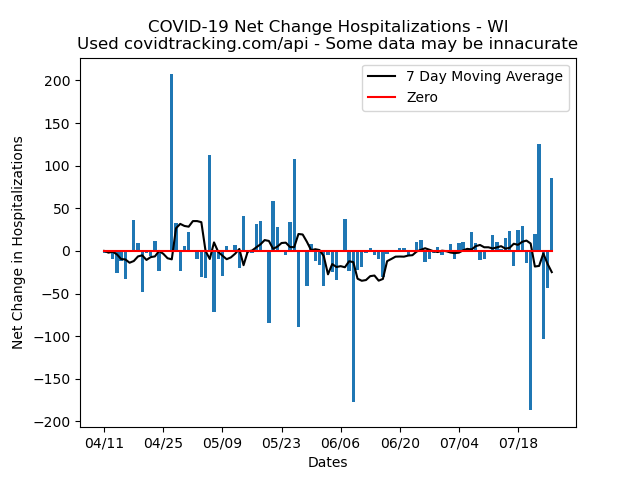 COVID-19 Net Change Hospitalizations - WI
Used covidtracking.com/api - Some data may be innacurate
7 Day Moving Average
Zero
Net Change in Hospitalizations
200
150
100
50
0
−50
−100
−150
−200
04/11 04/25 05/09 05/23 06/06 06/20 07/04 07/18
Dates